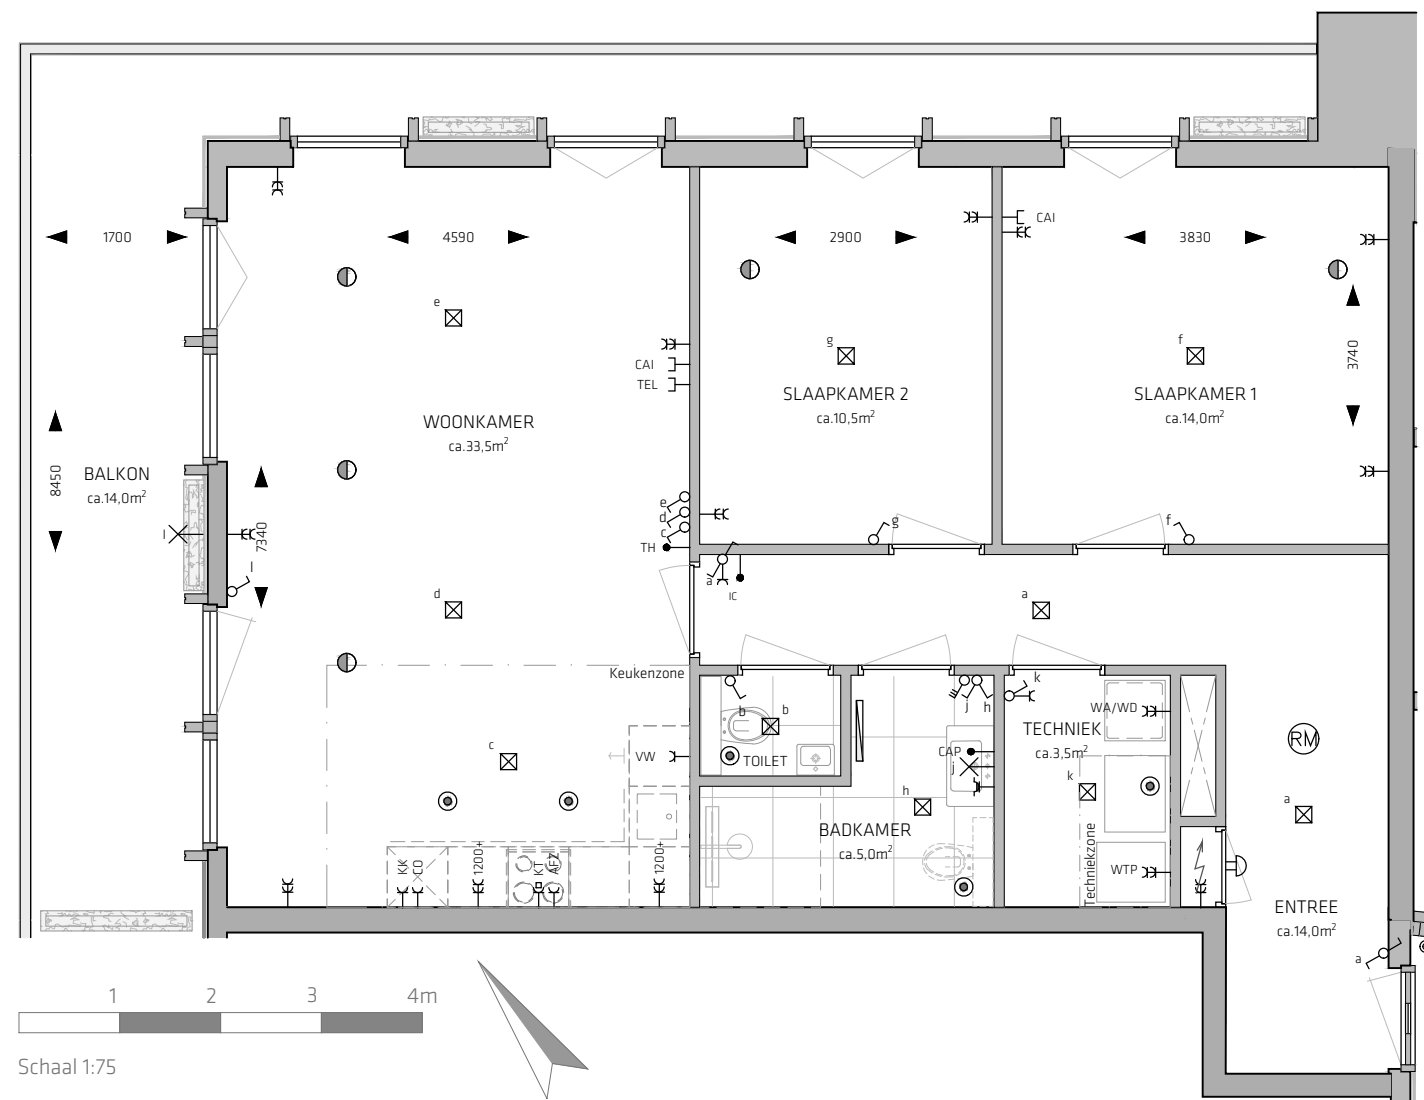 1700
4590
2900
3830
CAI
e
g
f
3740
CAI
TEL
WOONKAMER
ca.33,5m²
SLAAPKAMER 2
ca.10,5m²
SLAAPKAMER 1
ca.14,0m²
8450
BALKON
ca.14,0m²
l
7340
l
e
d
c
TH
g
f
a
IC
d
a
Keukenzone
b
b
j
h
k
WA/WD
TECHNIEK
ca.3,5m²
RM
c
VW
TOILET
CAP
j
k
h
a
BADKAMER
ca.5,0m²
Techniekzone
WTP
KK
CO
1200+
KT
AFZ
1200+
ENTREE
ca.14,0m²
a
1
2
3
4m
Schaal 1:75